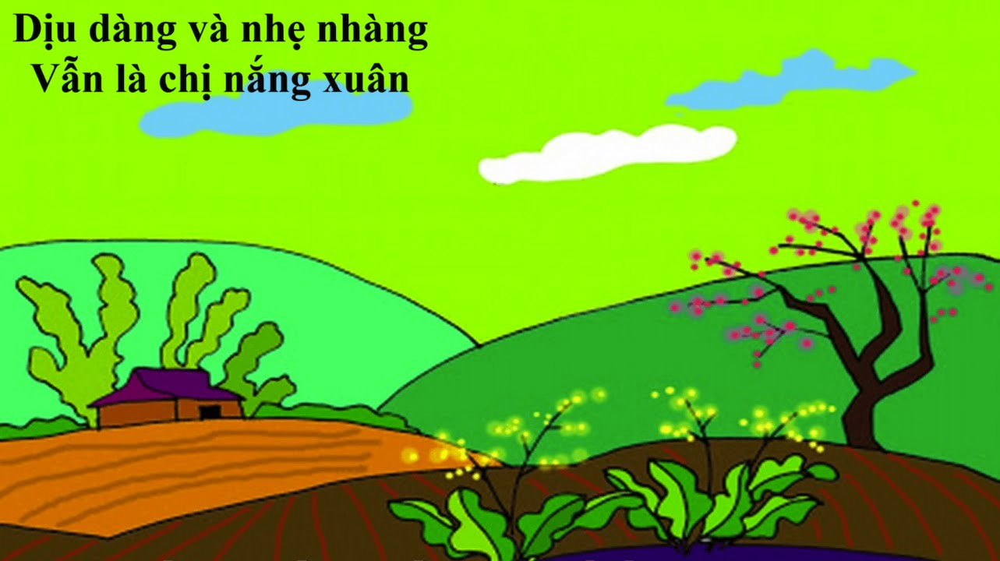 Dịu dàng và nhẹ nhàng
Vẫn là chị nắng xuân